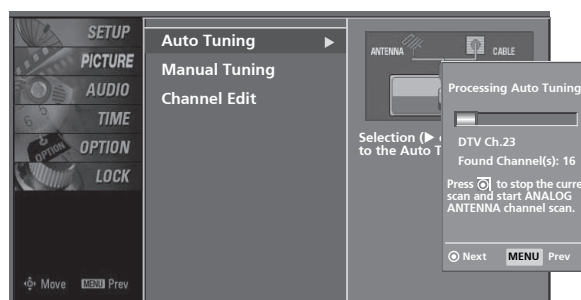 SETUP
PICTURE
AUDIO
TIME
OPTION
LOCK
Move MENU Prev
Auto Tuning
Manual Tuning
Channel Edit
ANTENNA
CABLE
Selection (▶
to the Auto T
Processing Auto Tuning
DTV Ch.23
Found Channel(s): 16
Press to stop the curre
scan and start ANALOG
ANTENNA channel scan.
Next MENU Prev